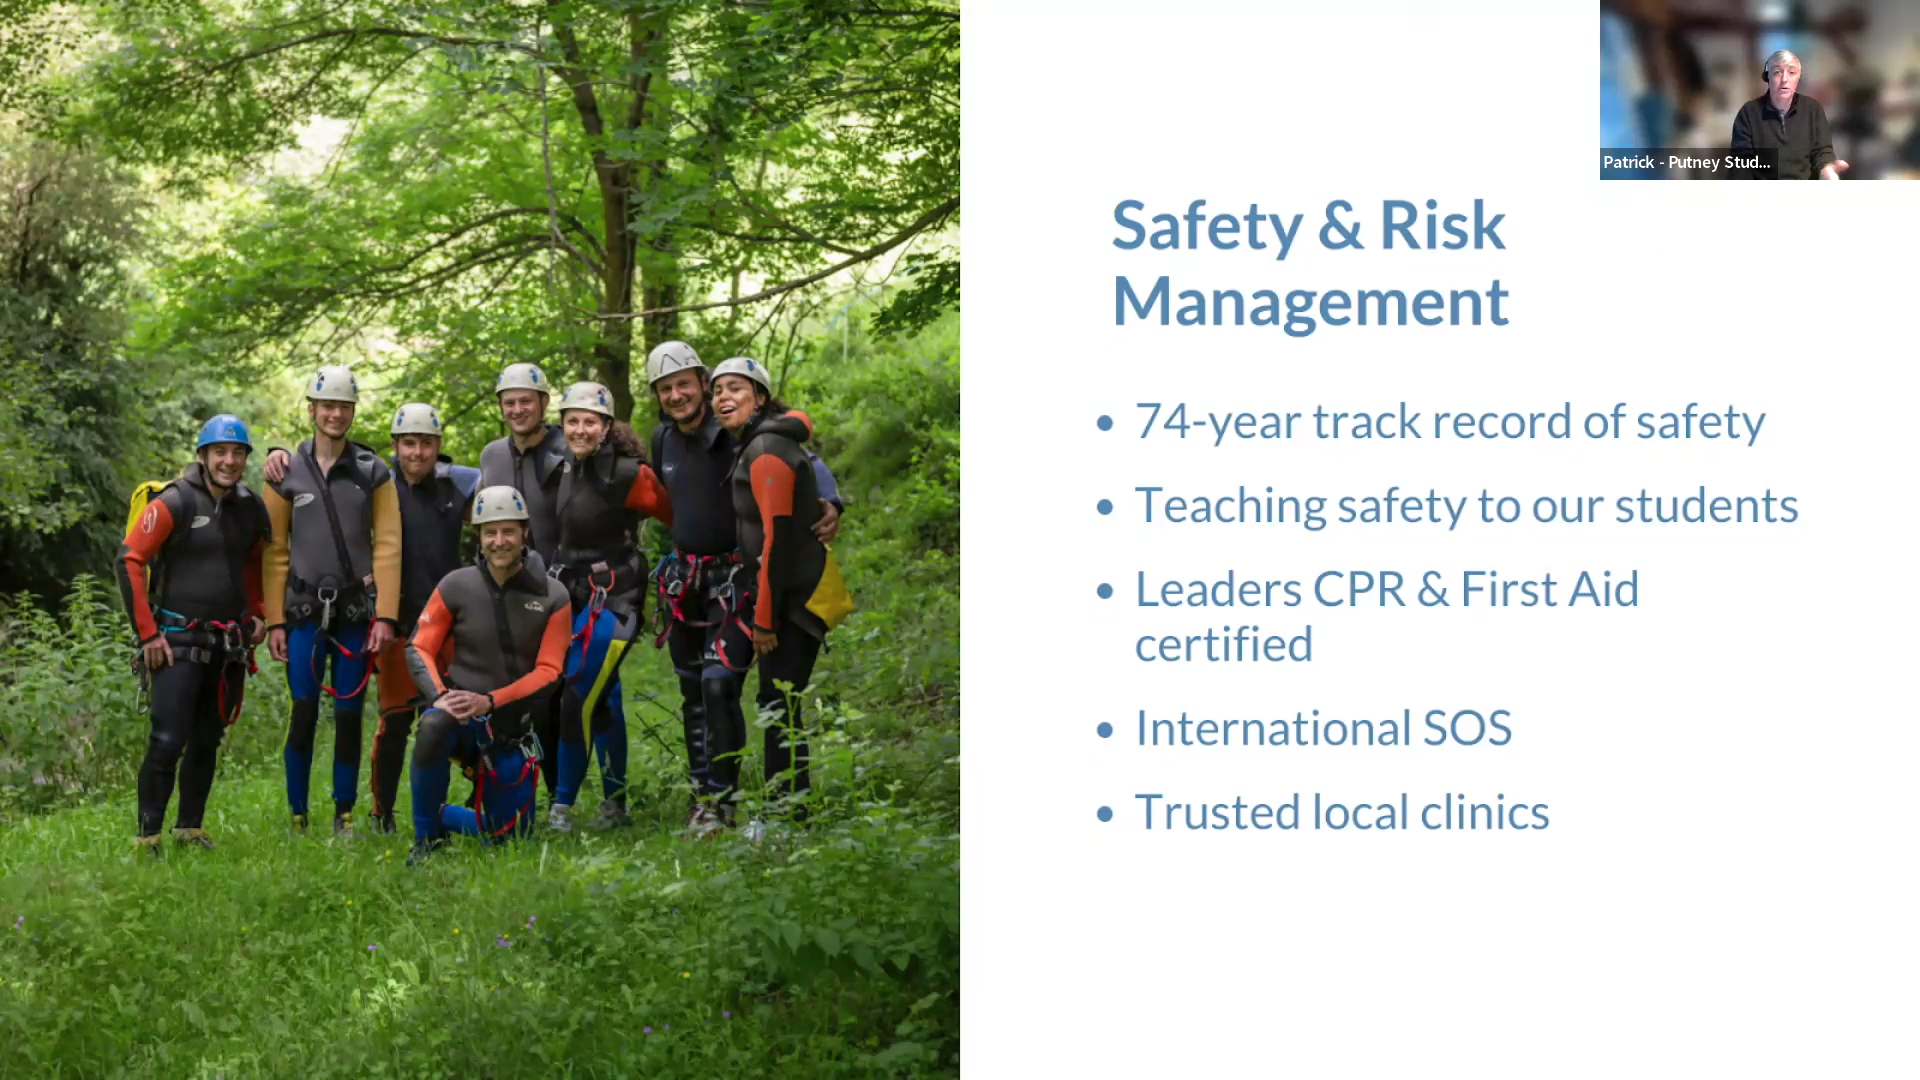 Patrick - Putney Stud...
Safety & Risk
Management
• 74-year track record of safety
• Teaching safety to our students
• Leaders CPR & First Aid
certified
• International SOS
• Trusted local clinics